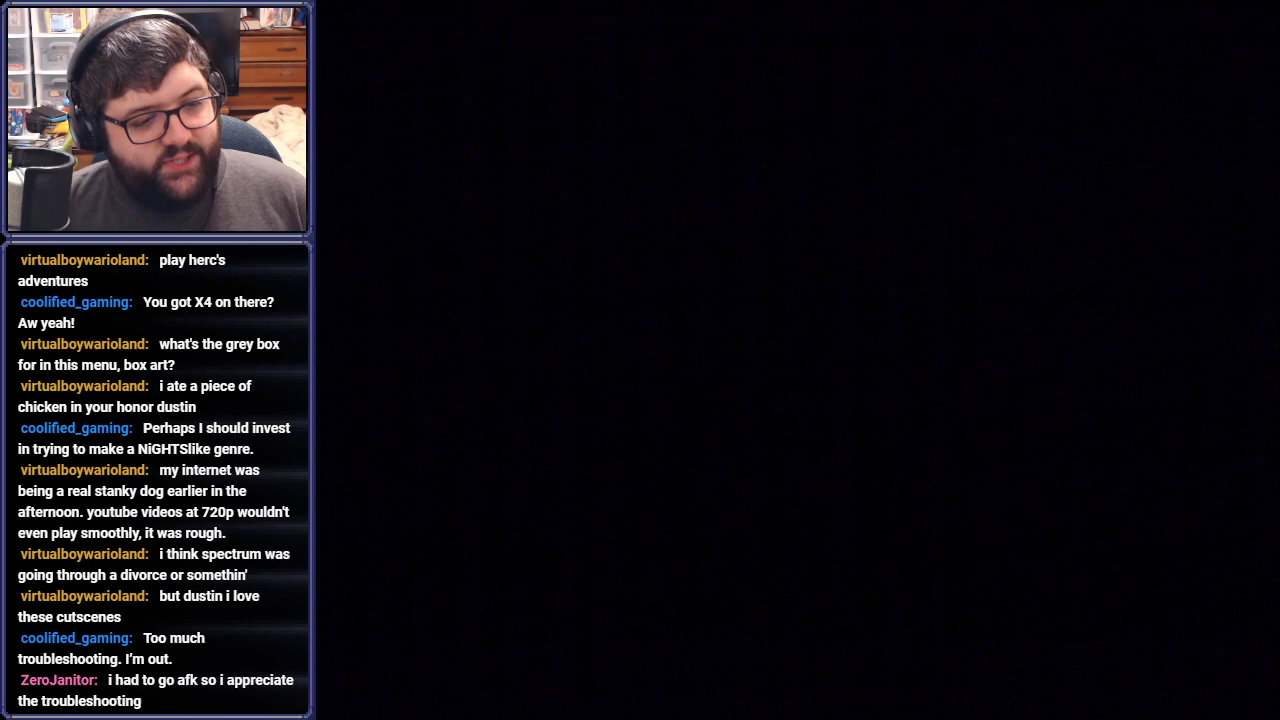 virtualboywarioland: play herc's
adventures
coolified_gaming: You got X4 on there?
Aw yeah!
virtualboywarioland: what's the grey box
for in this menu, box art?
virtualboywarioland: i ate a piece of
chicken in your honor dustin
coolified_gaming: Perhaps I should invest
in trying to make a NiGHTSlike genre.
virtualboywarioland: my internet was
being a real stanky dog earlier in the
afternoon. youtube videos at 720p wouldn't
even play smoothly, it was rough.
virtualboywarioland: i think spectrum was
going through a divorce or somethin'
virtualboywarioland: but dustin i love
these cutscenes
coolified_gaming: Too much
troubleshooting. I’m out.
ZeroJanitor: i had to go afk so i appreciate
the troubleshooting